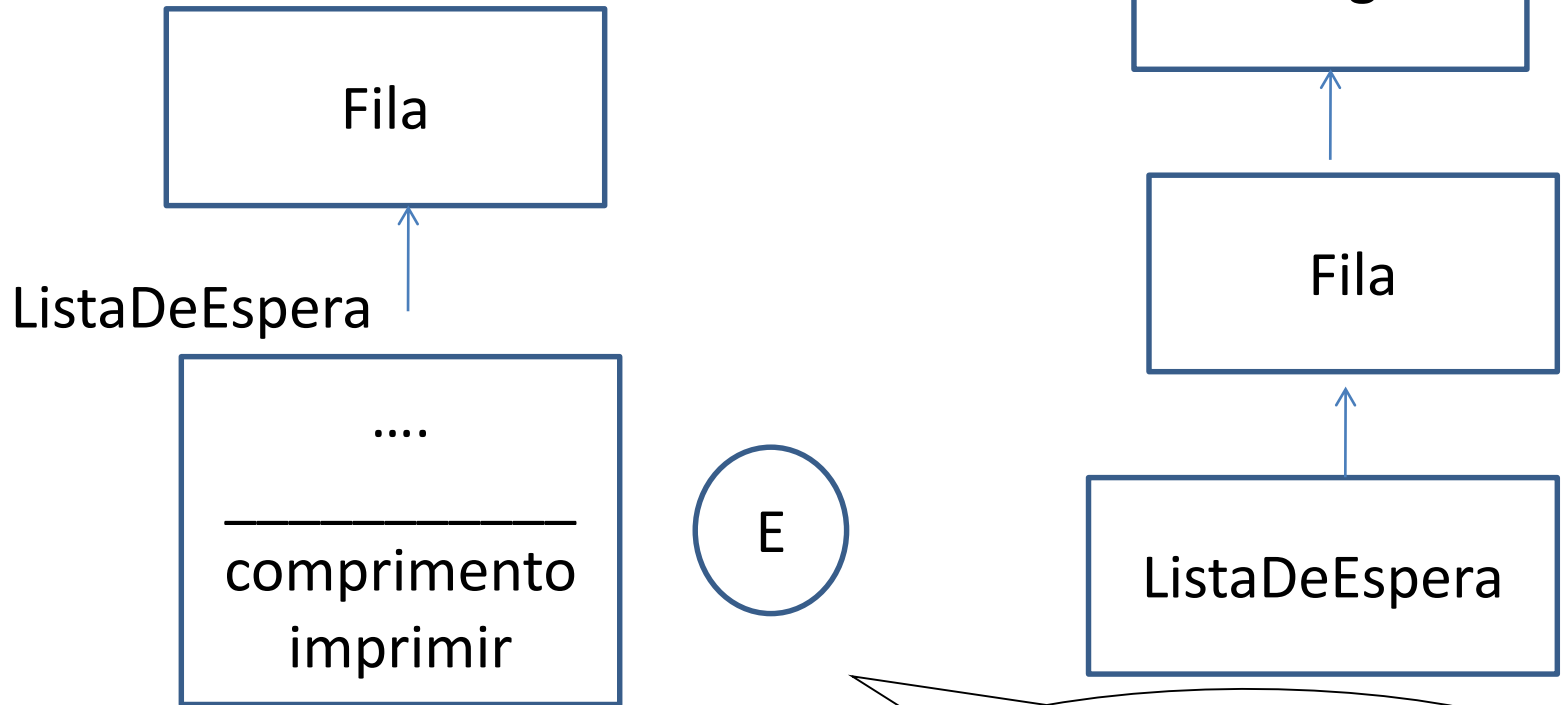 Fila
ListaDeEspera
....
comprimento
imprimir
E
Fila
ListaDeEspera